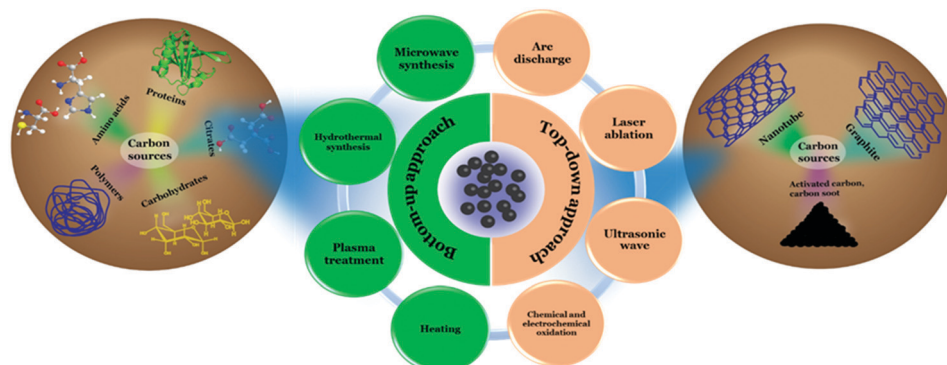 Amino acids
Proteins
Citrates
Carbon
sources
Polymers
Carbohydrates
OH
Microwave
synthesis
Hydrothermal
synthesis
Plasma
treatment
Heating
Bottom-up approach
Top-down approach
Arc
discharge
Laser
ablation
Ultrasonic
wave
Chemical and
electrochemical
oxidation
Nanotube
Graphite
Carbon
sources
Activated carbon,
carbon soot